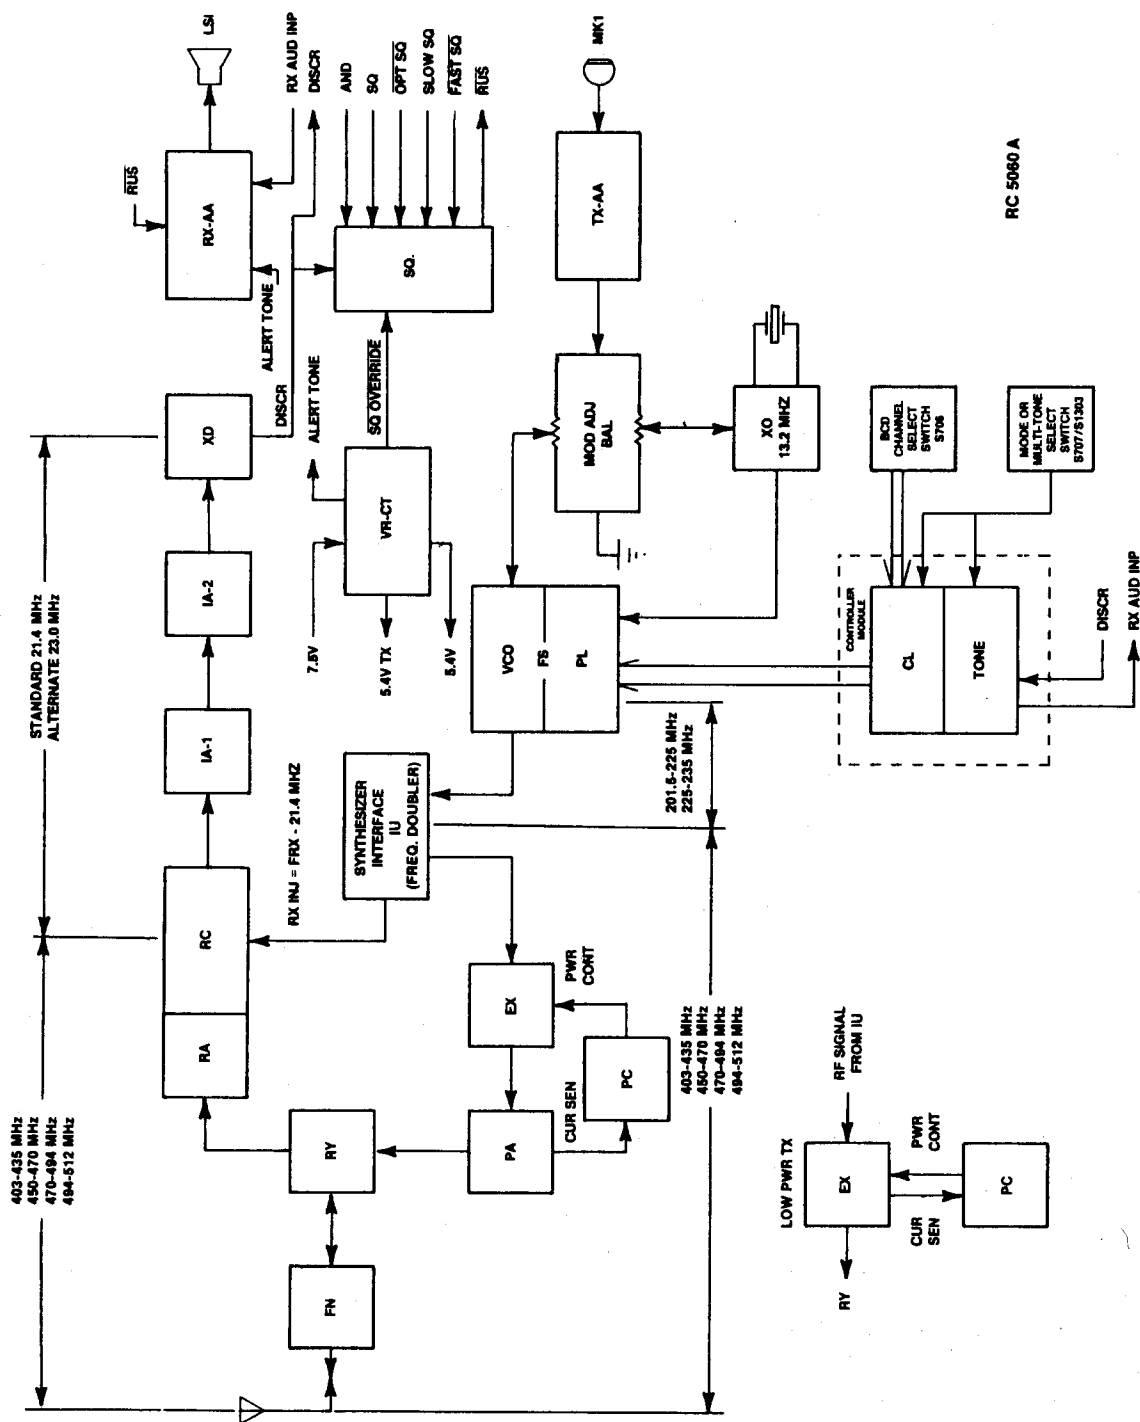 403-435 MHz
450-470 MHz
470-494 MHz
494-512 MHz
STANDARD 21.4 MHz
ALTERNATE 23.0 MHz
RA
RC
IA-1
IA-2
XD
DISCR
ALERT TONE
RX-AA
RUS
LSI
RX AUD INP
DISCR
FN
RY
RX INJ = FRX - 21.4 MHZ
SYNTHESIZER
INTERFACE
IU
(FREQ. DOUBLER)
7.5V
5.4V TX
5.4V
VR-CT
ALERT TONE
SQ OVERRIDE
SQ.
AND
SQ
OPT SQ
SLOW SQ
FAST SQ
RUS
PA
EX
CUR SEN
PC
PWR
CONT
VCO
FS
PL
MOD ADJ
BAL
TX-AA
MK1
403-435 MHz
450-470 MHz
470-494 MHz
494-512 MHz
201.5-225 MHz
225-235 MHz
XO
13.2 MHZ
LOW PWR TX
RY
EX
RF SIGNAL
FROM IU
CUR
SEN
PWR
CONT
PC
CONTROLLER
MODULE
CL
TONE
BCD
CHANNEL
SELECT
SWITCH
S706
MODE OR
MULTI-TONE
SELECT
SWITCH
S707/S1303
DISCR
RX AUD INP
RC 5060 A